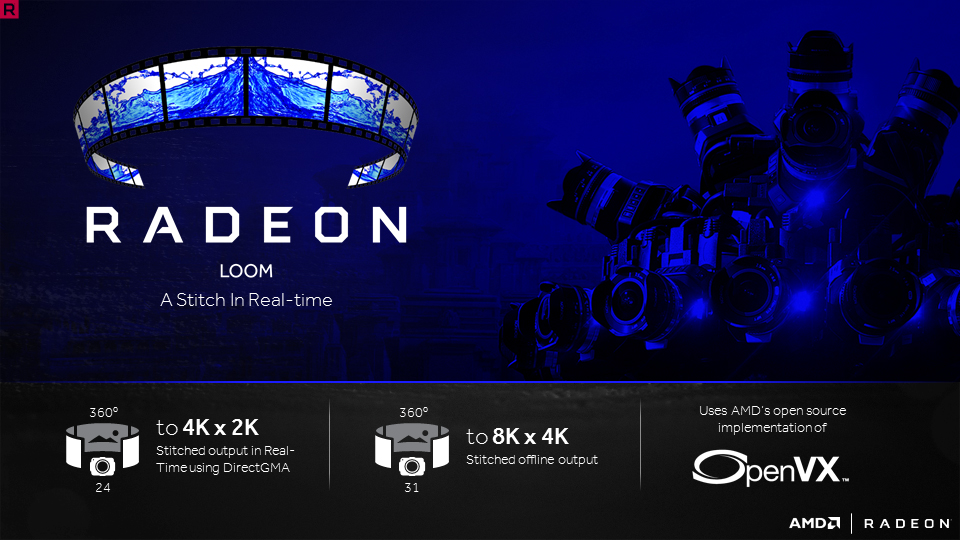 R
RADEON
LOOM
A Stitch In Real-time
360°
24
to 4K x 2K
Stitched output in Real-
Time using DirectGMA
360°
31
to 8K x 4K
Stitched offline output
Uses AMD's open source
implementation of
OpenVX™
AMD RADEON